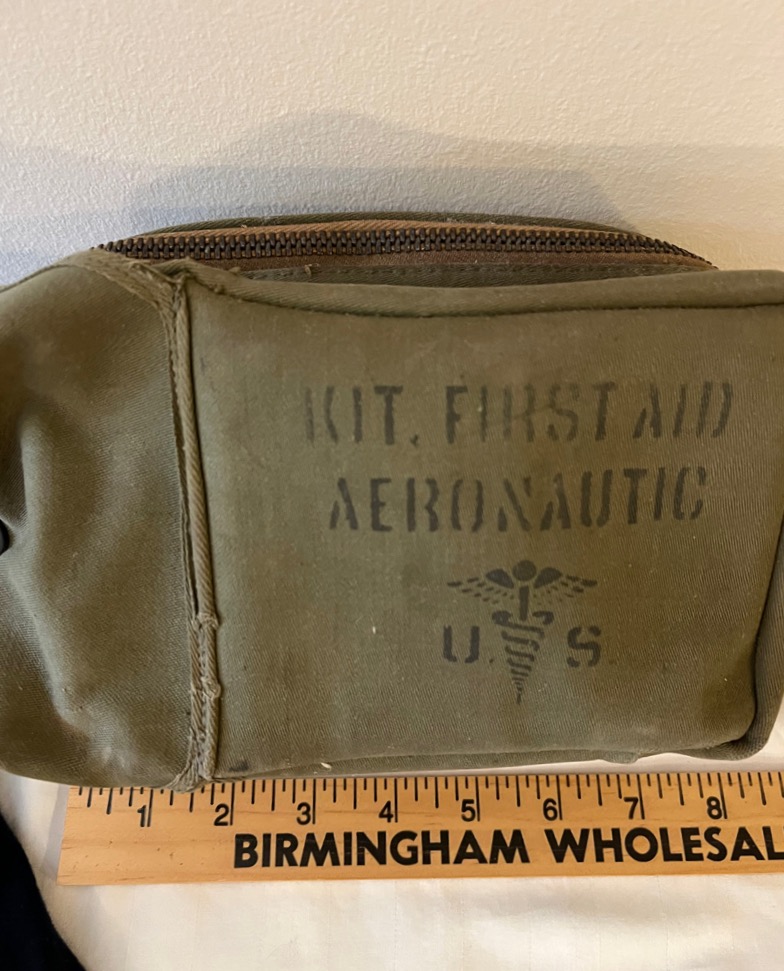 KIT, FIRST AID
AERONAUTIC
U. S.
1 2 3 4 5 6 7 8
BIRMINGHAM WHOLESAL